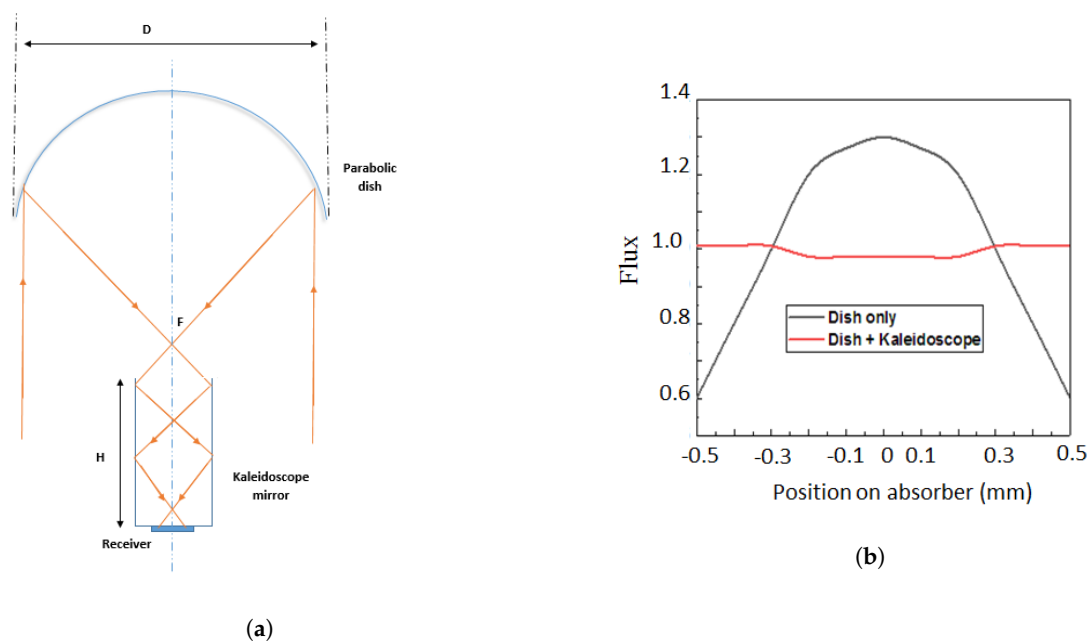 D
Parabolic
dish
F
H
Kaleidoscope
mirror
Receiver
(a)
Flux
1.4
1.2
1.0
0.8
0.6
Dish only
Dish + Kaleidoscope
-0.5 -0.3 -0.1 0 0.1 0.3 0.5
Position on absorber (mm)
(b)